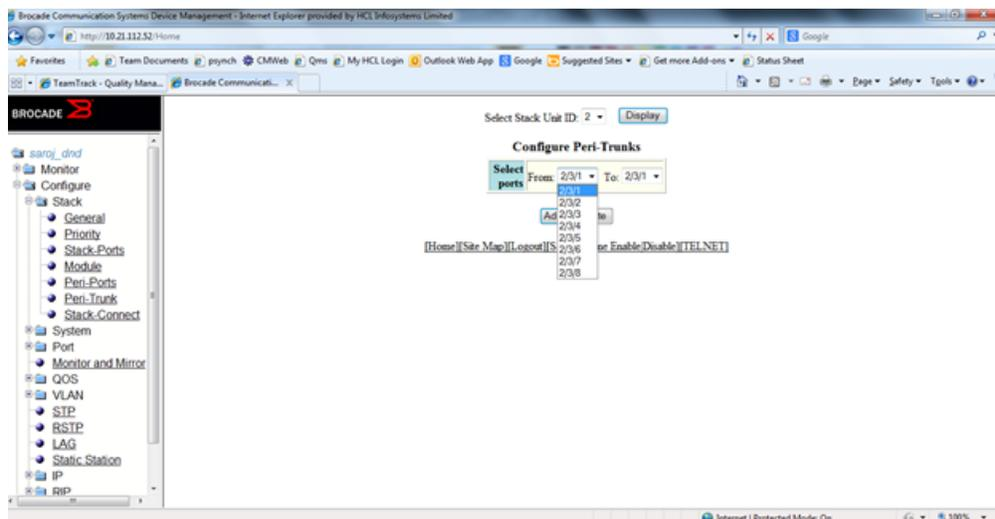 Brocade Communication Systems Device Management - Internet Explorer provided by HCL Infosystems Limited
http://10.21.112.52/Home
Google
Favorites Team Documents psynch CMWeb Qms My HCL Login Outlook Web App Google Suggested Sites Get more Add-ons Status Sheet
TeamTrack - Quality Mana... Brocade Communicati... X
Page Safety Tools
BROCADE
saroj_dnd
Monitor
Configure
Stack
General
Priority
Stack-Ports
Module
Peri-Ports
Peri-Trunk
Stack-Connect
System
Port
Monitor and Mirror
QOS
VLAN
STP
RSTP
LAG
Static Station
IP
RIP
Select Stack Unit ID: 2 Display
Configure Peri-Trunks
Select ports From: 2/3/1 To: 2/3/1
2/3/1
2/3/2
2/3/3
2/3/4
2/3/5
2/3/6
2/3/7
2/3/8
[Home][Site Map][Logout][S ne Enable|Disable][TELNET]
Internet | Protected Mode: On 100%